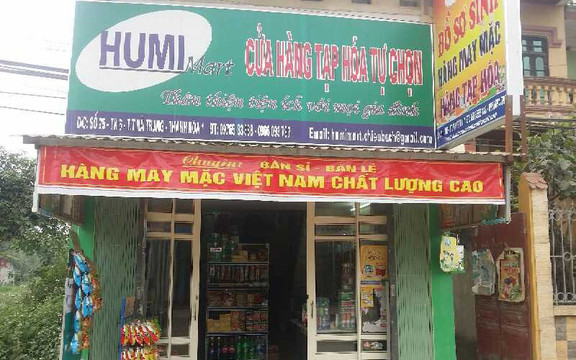 HUMI Mart
CỬA HÀNG TẠP HÓA TỰ CHỌN
Thân thiện tiện ích với mọi gia đình
Chuyên BÁN SỈ - BÁN LẺ
HÀNG MAY MẶC VIỆT NAM CHẤT LƯỢNG CAO
ĐỒ SƠ SINH
HÀNG MAY MẶC
HÀNG TẠP HÓA